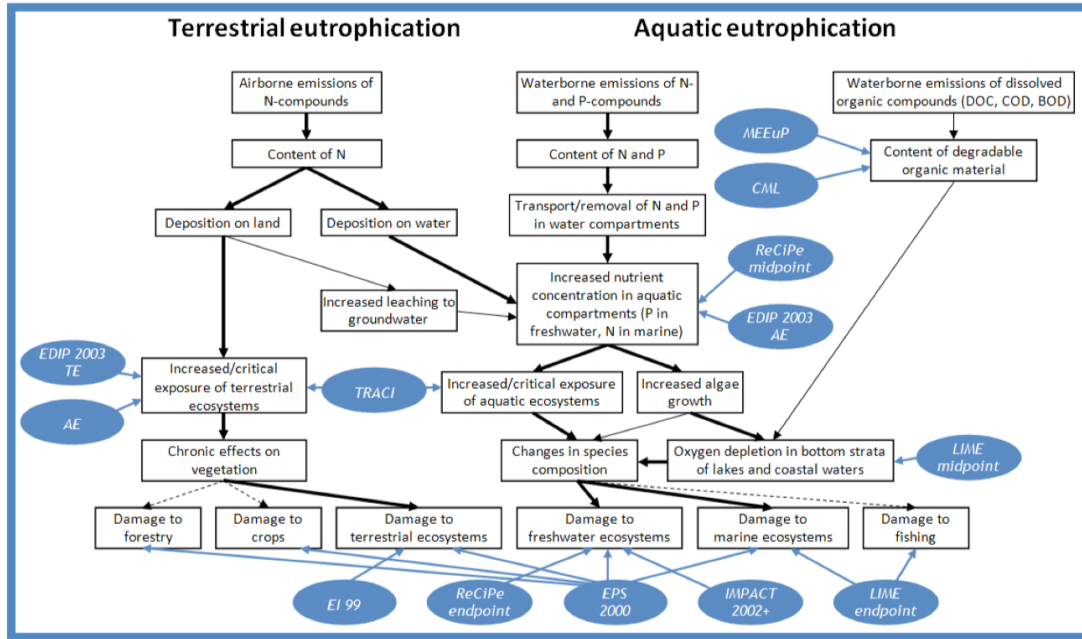 Terrestrial eutrophication
Aquatic eutrophication
Airborne emissions of
N-compounds
Waterborne emissions of N-
and P-compounds
Waterborne emissions of dissolved
organic compounds (DOC, COD, BOD)
MEEuP
Content of N
Content of N and P
Content of degradable
organic material
CML
Deposition on land
Deposition on water
Transport/removal of N and P
in water compartments
ReCiPe
midpoint
Increased leaching to
groundwater
Increased nutrient
concentration in aquatic
compartments (P in
freshwater, N in marine)
EDIP 2003
AE
EDIP 2003
TE
Increased/critical
exposure of terrestrial
ecosystems
TRACI
Increased/critical exposure
of aquatic ecosystems
Increased algae
growth
AE
Chronic effects on
vegetation
Changes in species
composition
Oxygen depletion in bottom strata
of lakes and coastal waters
LIME
midpoint
Damage to
forestry
Damage to
crops
Damage to
terrestrial ecosystems
Damage to
freshwater ecosystems
Damage to
marine ecosystems
Damage to
fishing
EI 99
ReCiPe
endpoint
EPS
2000
IMPACT
2002+
LIME
endpoint